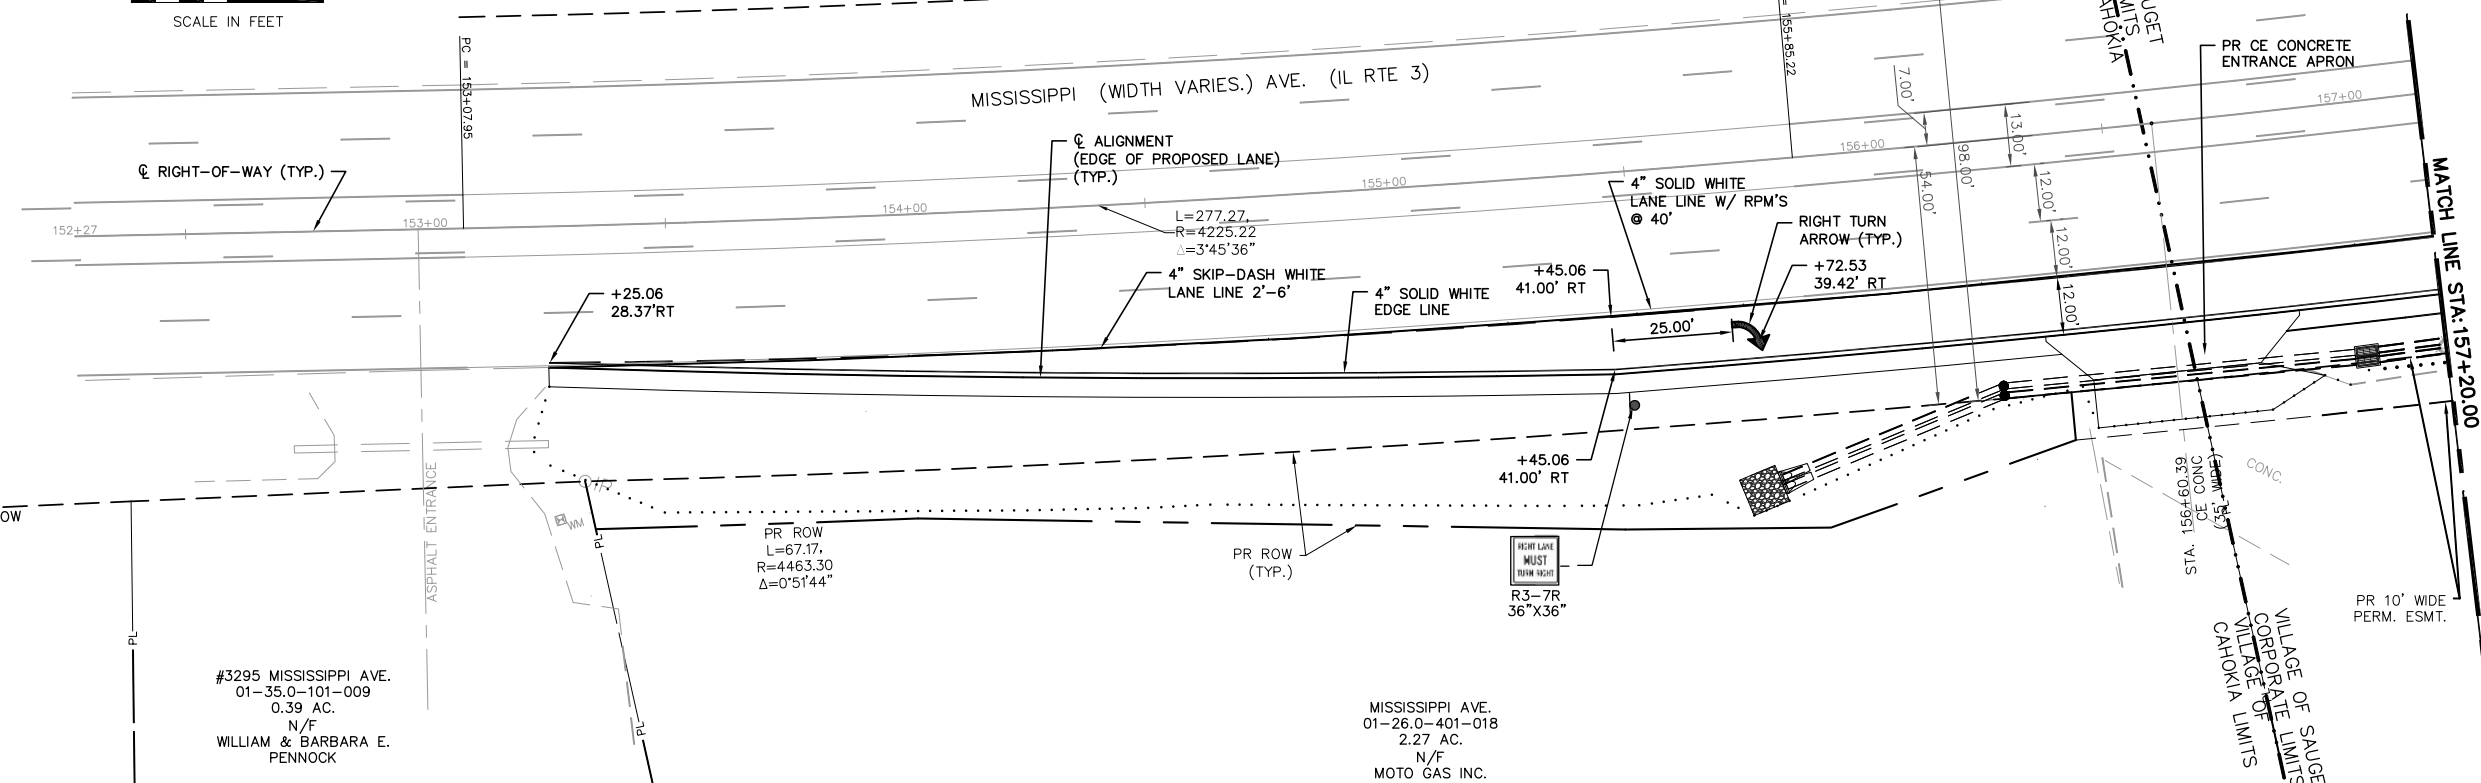 SCALE IN FEET
PC = 153+07.95
MISSISSIPPI (WIDTH VARIES.) AVE. (IL RTE 3)
= 155+85.22
PR CE CONCRETE
ENTRANCE APRON
7.00'
13.00'
98.00'
54.00'
12.00'
12.00'
12.00'
157+00
156+00
155+00
154+00
153+00
152+27
℄ RIGHT-OF-WAY (TYP.)
℄ ALIGNMENT
(EDGE OF PROPOSED LANE)
(TYP.)
L=277.27,
R=4225.22
Δ=3°45'36"
4" SOLID WHITE
LANE LINE W/ RPM'S
@ 40'
RIGHT TURN
ARROW (TYP.)
+72.53
39.42' RT
+45.06
41.00' RT
25.00'
4" SKIP-DASH WHITE
LANE LINE 2'-6'
4" SOLID WHITE
EDGE LINE
+25.06
28.37'RT
MATCH LINE STA:157+20.00
+45.06
41.00' RT
ASPHALT ENTRANCE
OW
IP
WM
PL
PL
PL
PR ROW
L=67.17,
R=4463.30
Δ=0°51'44"
PR ROW
(TYP.)
RIGHT LANE
MUST
TURN RIGHT
R3-7R
36"X36"
STA. 156+60.39
CE CONC
(35' WIDE)
CONC.
PR 10' WIDE
PERM. ESMT.
VILLAGE OF SAUGE
CORPORATE LIMITS
VILLAGE OF
CAHOKIA LIMITS
UGET
MITS
AHOKIA
#3295 MISSISSIPPI AVE.
01-35.0-101-009
0.39 AC.
N/F
WILLIAM & BARBARA E.
PENNOCK
MISSISSIPPI AVE.
01-26.0-401-018
2.27 AC.
N/F
MOTO GAS INC.